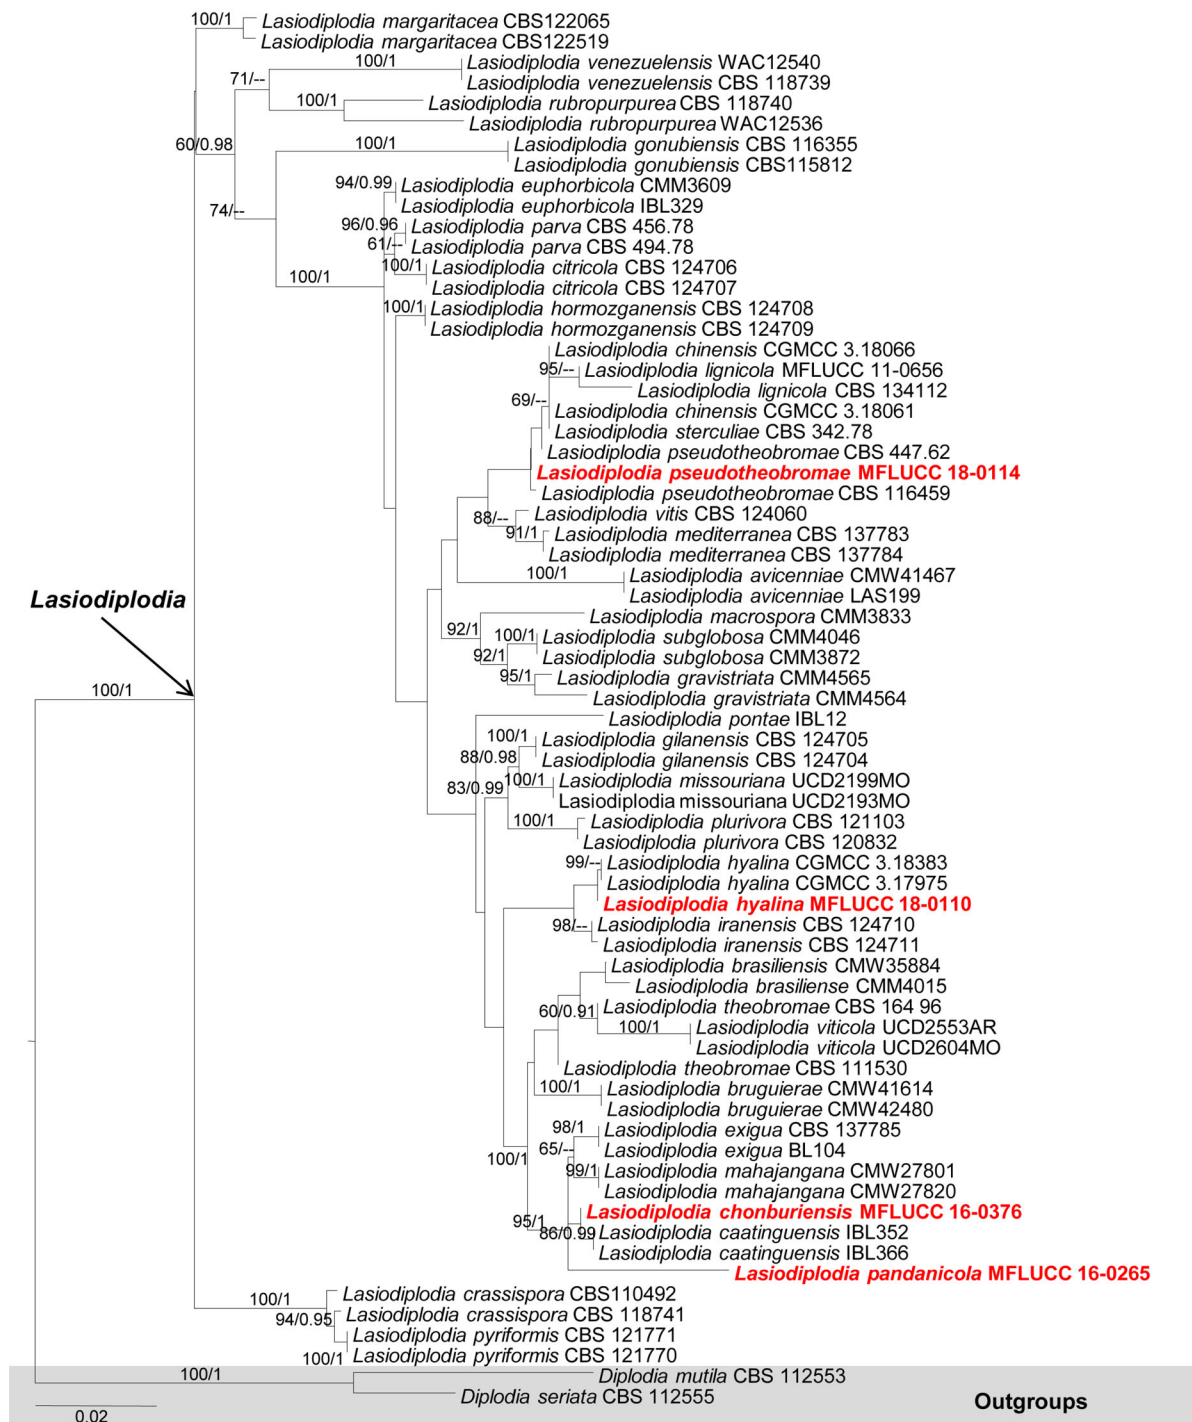 100/1
Lasiodiplodia margaritacea CBS122065
Lasiodiplodia margaritacea CBS122519
100/1
Lasiodiplodia venezuelensis WAC12540
71/--
Lasiodiplodia venezuelensis CBS 118739
100/1
Lasiodiplodia rubropurpurea CBS 118740
Lasiodiplodia rubropurpurea WAC12536
60/0.98
100/1
Lasiodiplodia gonubiensis CBS 116355
Lasiodiplodia gonubiensis CBS115812
94/0.99
Lasiodiplodia euphorbicola CMM3609
74/--
Lasiodiplodia euphorbicola IBL329
96/0.96
Lasiodiplodia parva CBS 456.78
61/--
Lasiodiplodia parva CBS 494.78
100/1
100/1
Lasiodiplodia citricola CBS 124706
Lasiodiplodia citricola CBS 124707
100/1
Lasiodiplodia hormozganensis CBS 124708
Lasiodiplodia hormozganensis CBS 124709
Lasiodiplodia chinensis CGMCC 3.18066
95/--
Lasiodiplodia lignicola MFLUCC 11-0656
Lasiodiplodia lignicola CBS 134112
69/--
Lasiodiplodia chinensis CGMCC 3.18061
Lasiodiplodia sterculiae CBS 342.78
Lasiodiplodia pseudotheobromae CBS 447.62
Lasiodiplodia pseudotheobromae MFLUCC 18-0114
Lasiodiplodia pseudotheobromae CBS 116459
88/--
Lasiodiplodia vitis CBS 124060
91/1
Lasiodiplodia mediterranea CBS 137783
Lasiodiplodia mediterranea CBS 137784
100/1
Lasiodiplodia avicenniae CMW41467
Lasiodiplodia avicenniae LAS199
Lasiodiplodia
Lasiodiplodia macrospora CMM3833
92/1
100/1
Lasiodiplodia subglobosa CMM4046
92/1
Lasiodiplodia subglobosa CMM3872
95/1
Lasiodiplodia gravistriata CMM4565
100/1
Lasiodiplodia gravistriata CMM4564
Lasiodiplodia pontae IBL12
100/1
Lasiodiplodia gilanensis CBS 124705
88/0.98
Lasiodiplodia gilanensis CBS 124704
83/0.99
100/1
Lasiodiplodia missouriana UCD2199MO
Lasiodiplodia missouriana UCD2193MO
100/1
Lasiodiplodia plurivora CBS 121103
Lasiodiplodia plurivora CBS 120832
99/--
Lasiodiplodia hyalina CGMCC 3.18383
Lasiodiplodia hyalina CGMCC 3.17975
Lasiodiplodia hyalina MFLUCC 18-0110
98/--
Lasiodiplodia iranensis CBS 124710
Lasiodiplodia iranensis CBS 124711
Lasiodiplodia brasiliensis CMW35884
Lasiodiplodia brasiliense CMM4015
60/0.91
Lasiodiplodia theobromae CBS 164 96
100/1
Lasiodiplodia viticola UCD2553AR
Lasiodiplodia viticola UCD2604MO
Lasiodiplodia theobromae CBS 111530
100/1
Lasiodiplodia bruguierae CMW41614
Lasiodiplodia bruguierae CMW42480
98/1
Lasiodiplodia exigua CBS 137785
65/--
Lasiodiplodia exigua BL104
100/1
99/1
Lasiodiplodia mahajangana CMW27801
Lasiodiplodia mahajangana CMW27820
Lasiodiplodia chonburiensis MFLUCC 16-0376
95/1
86/0.99
Lasiodiplodia caatinguensis IBL352
Lasiodiplodia caatinguensis IBL366
Lasiodiplodia pandanicola MFLUCC 16-0265
100/1
Lasiodiplodia crassispora CBS110492
94/0.95
Lasiodiplodia crassispora CBS 118741
Lasiodiplodia pyriformis CBS 121771
100/1
Lasiodiplodia pyriformis CBS 121770
100/1
Diplodia mutila CBS 112553
Diplodia seriata CBS 112555
Outgroups
0.02